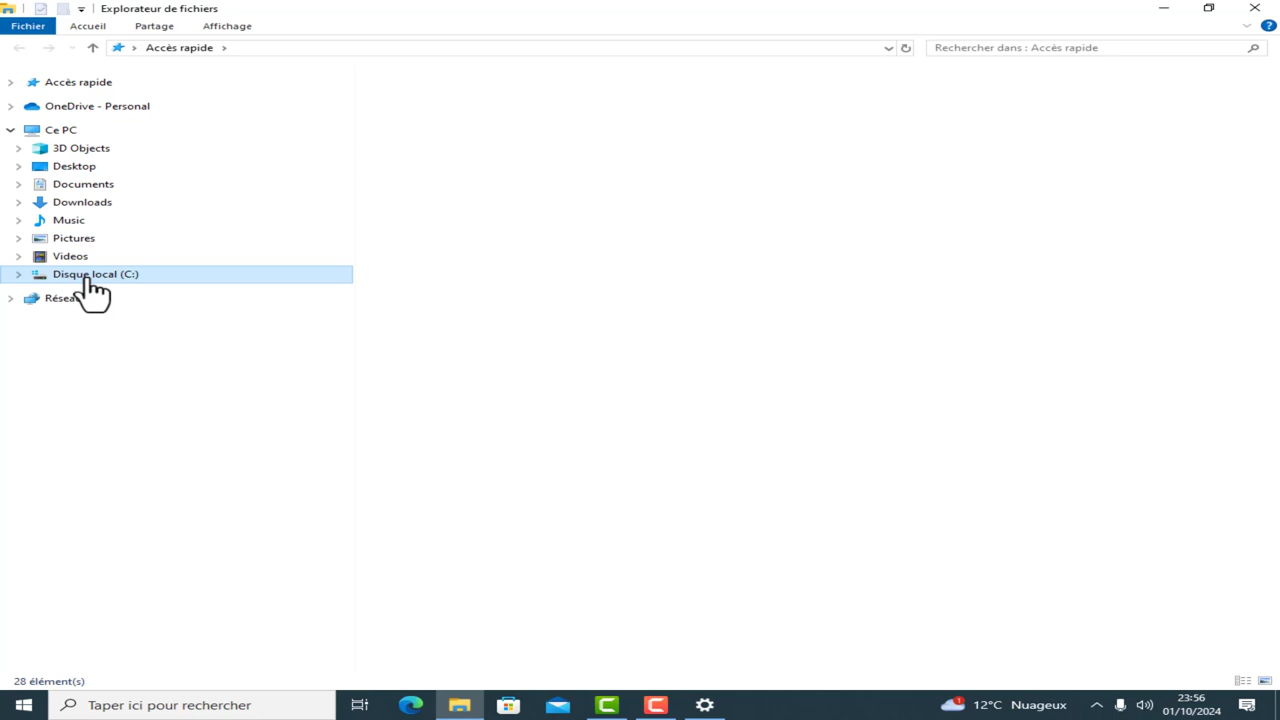 Explorateur de fichiers
Fichier Accueil Partage Affichage
Accès rapide
Rechercher dans : Accès rapide
Accès rapide
OneDrive - Personal
Ce PC
3D Objects
Desktop
Documents
Downloads
Music
Pictures
Videos
Disque local (C:)
28 élément(s)
Taper ici pour rechercher
1
12°C Nuageux
23:56
01/10/2024